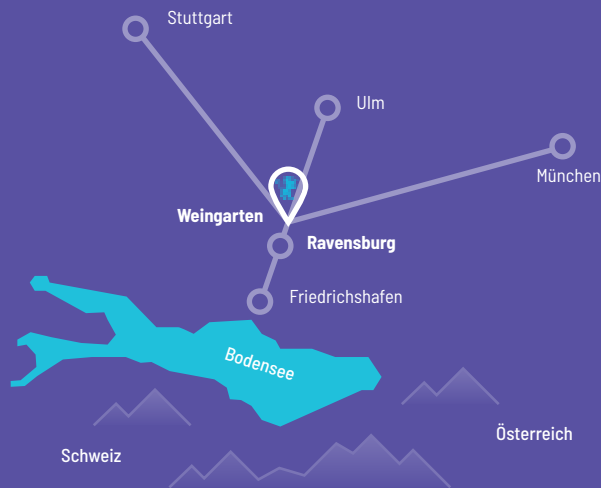 Stuttgart
Ulm
München
Weingarten
Ravensburg
Friedrichshafen
Bodensee
Österreich
Schweiz